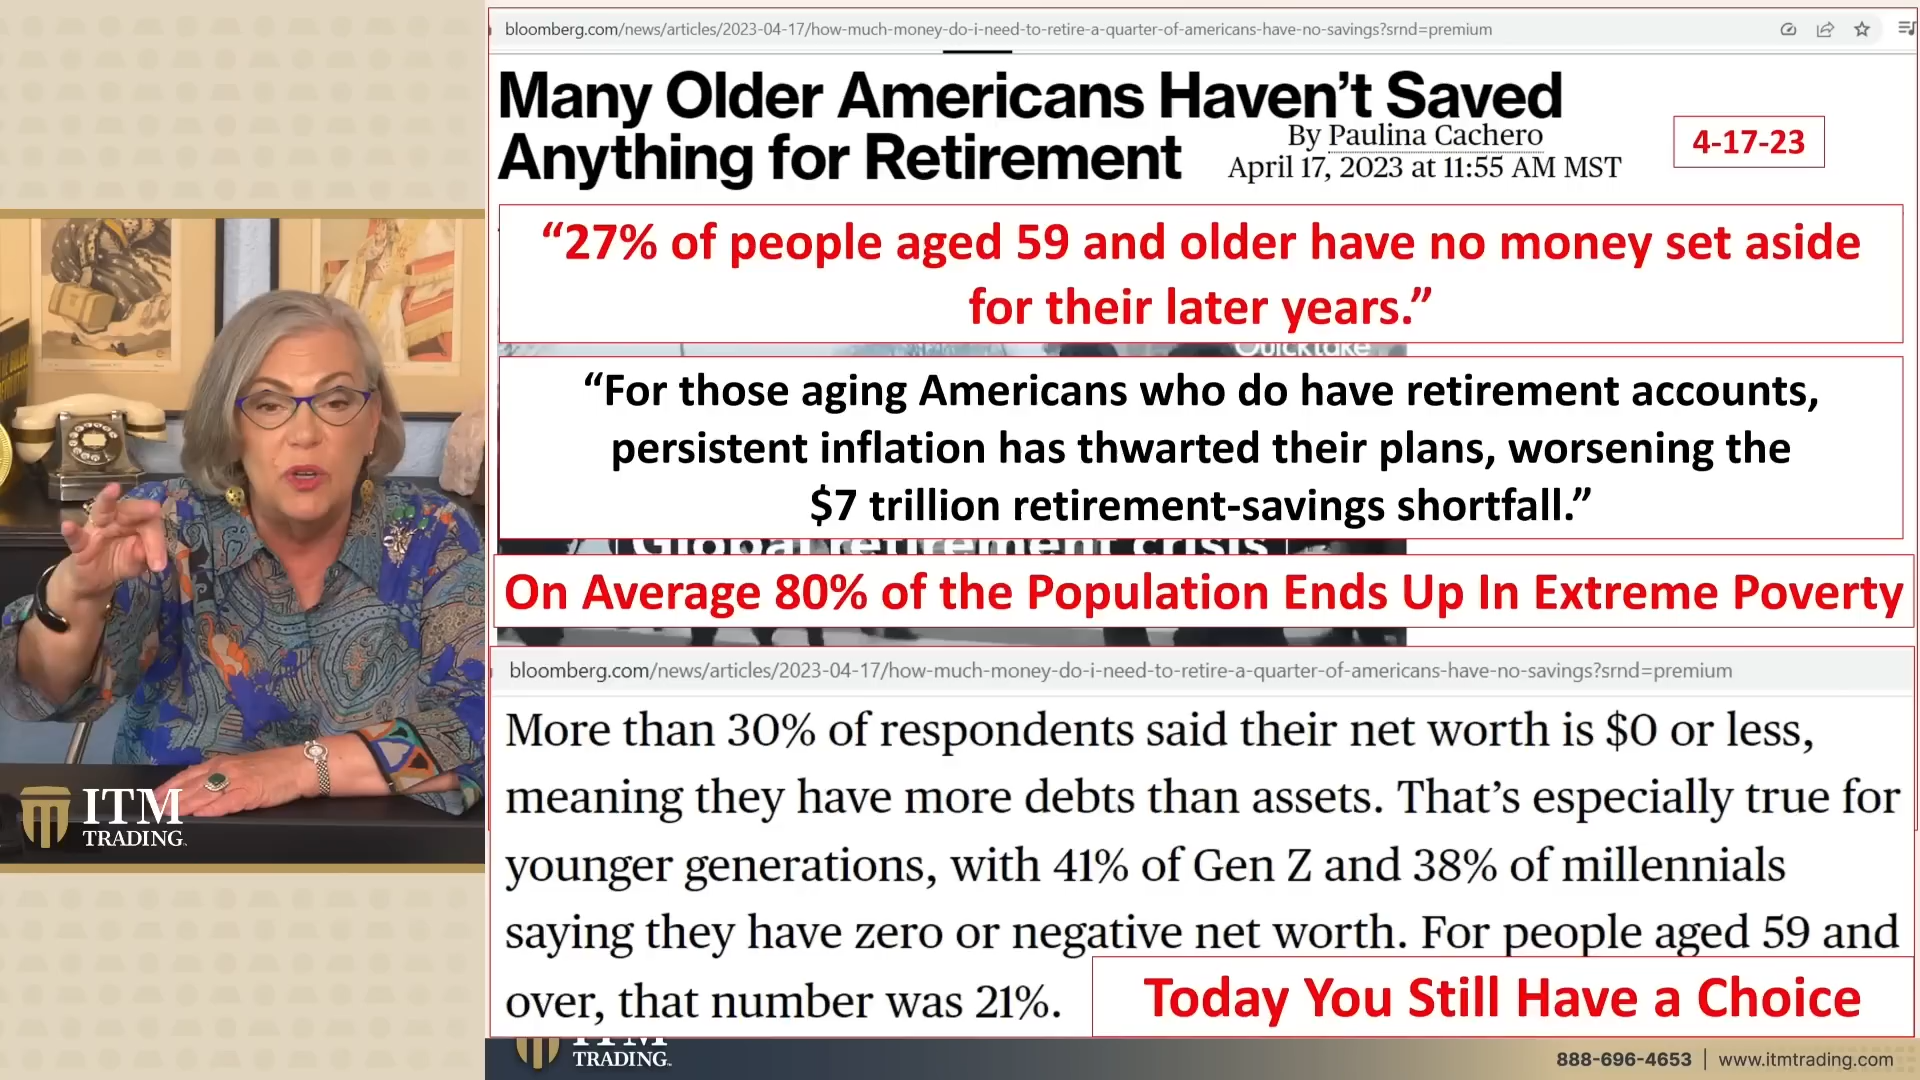 bloomberg.com/news/articles/2023-04-17/how-much-money-do-i-need-to-retire-a-quarter-of-americans-have-no-savings?srnd=premium
Many Older Americans Haven't Saved
Anything for Retirement
By Paulina Cachero
April 17, 2023 at 11:55 AM MST
4-17-23
“27% of people aged 59 and older have no money set aside
for their later years.”
Quicktake
“For those aging Americans who do have retirement accounts,
persistent inflation has thwarted their plans, worsening the
$7 trillion retirement-savings shortfall.”
Global retirement crisis
On Average 80% of the Population Ends Up In Extreme Poverty
bloomberg.com/news/articles/2023-04-17/how-much-money-do-i-need-to-retire-a-quarter-of-americans-have-no-savings?srnd=premium
More than 30% of respondents said their net worth is $0 or less,
meaning they have more debts than assets. That’s especially true for
younger generations, with 41% of Gen Z and 38% of millennials
saying they have zero or negative net worth. For people aged 59 and
over, that number was 21%.
Today You Still Have a Choice
ITM
TRADING
ITM
TRADING
888-696-4653 | www.itmtrading.com